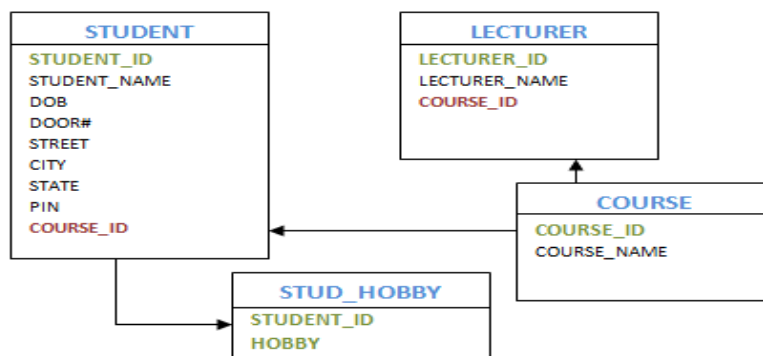 STUDENT
STUDENT_ID
STUDENT_NAME
DOB
DOOR#
STREET
CITY
STATE
PIN
COURSE_ID
LECTURER
LECTURER_ID
LECTURER_NAME
COURSE_ID
COURSE
COURSE_ID
COURSE_NAME
STUD_HOBBY
STUDENT_ID
HOBBY